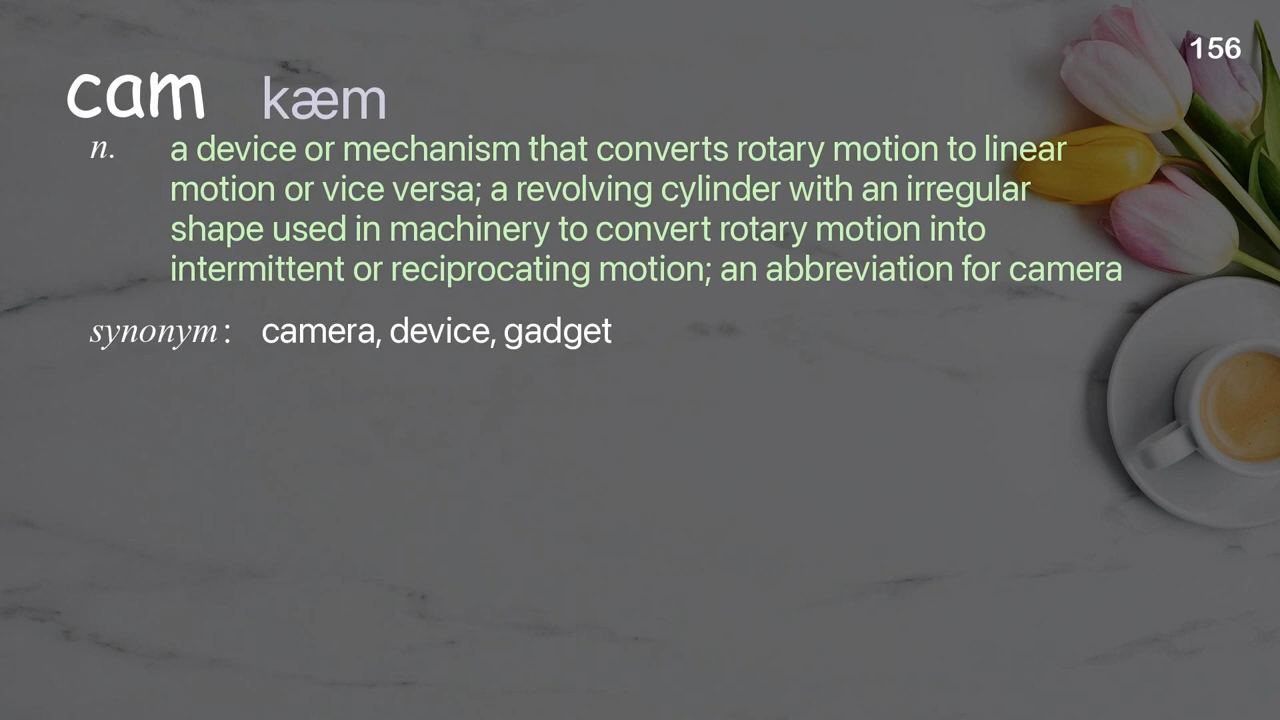 156
cam kæm
n. a device or mechanism that converts rotary motion to linear
motion or vice versa; a revolving cylinder with an irregular
shape used in machinery to convert rotary motion into
intermittent or reciprocating motion; an abbreviation for camera
synonym: camera, device, gadget